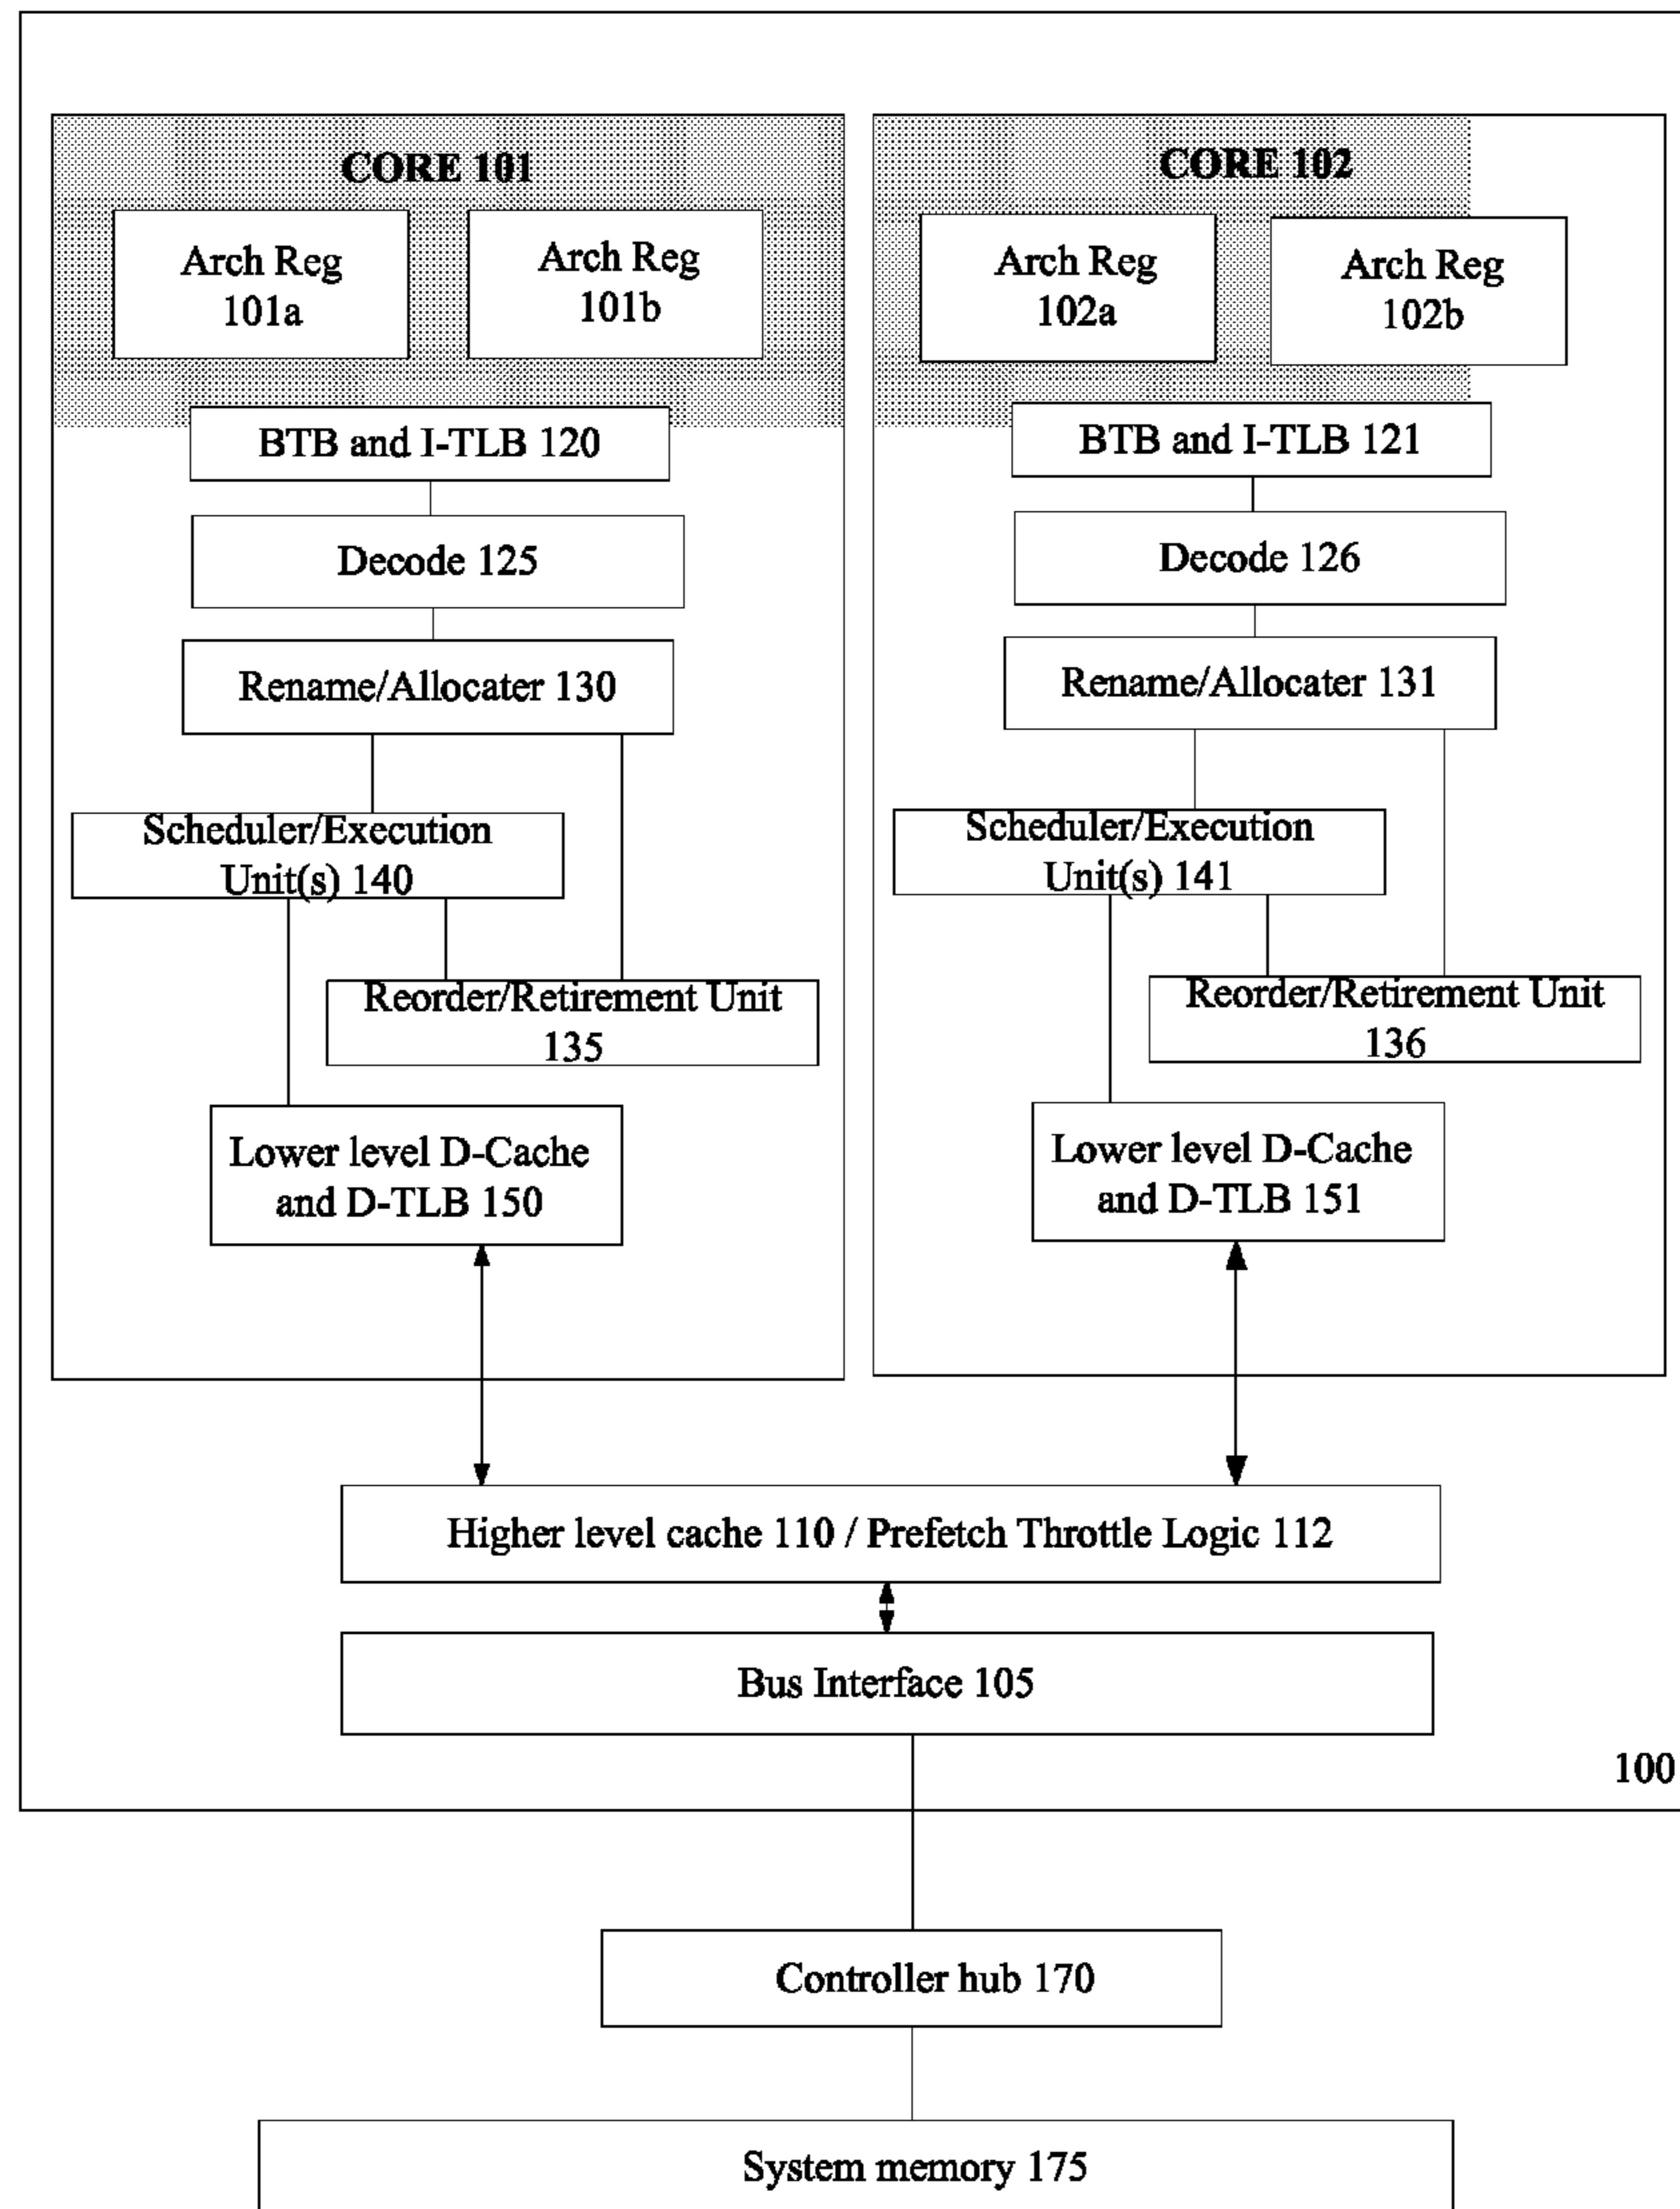 CORE 101
Arch Reg
101a
Arch Reg
101b
BTB and I-TLB 120
Decode 125
Rename/Allocater 130
Scheduler/Execution
Unit(s) 140
Reorder/Retirement Unit
135
Lower level D-Cache
and D-TLB 150
CORE 102
Arch Reg
102a
Arch Reg
102b
BTB and I-TLB 121
Decode 126
Rename/Allocater 131
Scheduler/Execution
Unit(s) 141
Reorder/Retirement Unit
136
Lower level D-Cache
and D-TLB 151
Higher level cache 110 / Prefetch Throttle Logic 112
Bus Interface 105
100
Controller hub 170
System memory 175